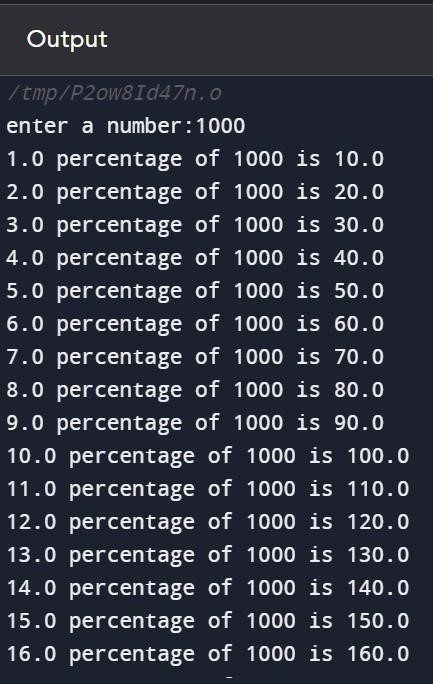 Output
/tmp/P2ow8Id47n.o
enter a number:1000
1.0 percentage of 1000 is 10.0
2.0 percentage of 1000 is 20.0
3.0 percentage of 1000 is 30.0
4.0 percentage of 1000 is 40.0
5.0 percentage of 1000 is 50.0
6.0 percentage of 1000 is 60.0
7.0 percentage of 1000 is 70.0
8.0 percentage of 1000 is 80.0
9.0 percentage of 1000 is 90.0
10.0 percentage of 1000 is 100.0
11.0 percentage of 1000 is 110.0
12.0 percentage of 1000 is 120.0
13.0 percentage of 1000 is 130.0
14.0 percentage of 1000 is 140.0
15.0 percentage of 1000 is 150.0
16.0 percentage of 1000 is 160.0